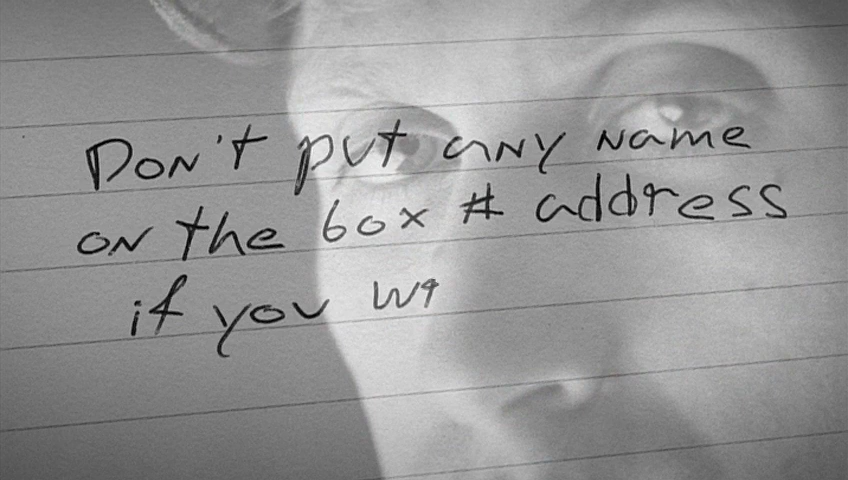 Don't put any name
on the box # address
if you